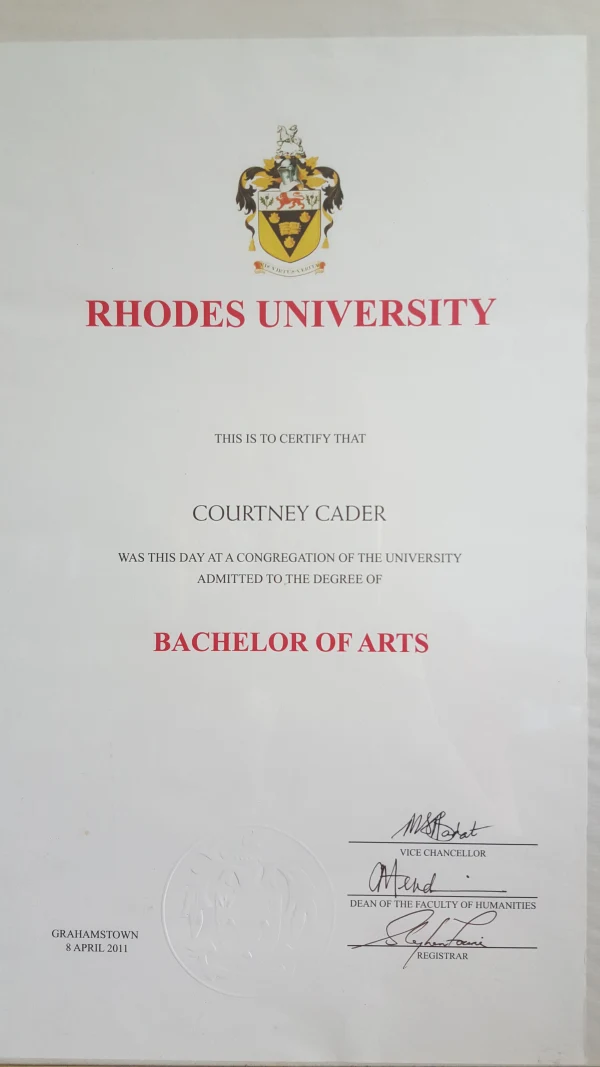 RHODES UNIVERSITY
THIS IS TO CERTIFY THAT
COURTNEY CADER
WAS THIS DAY AT A CONGREGATION OF THE UNIVERSITY
ADMITTED TO THE DEGREE OF
BACHELOR OF ARTS
VICE CHANCELLOR
DEAN OF THE FACULTY OF HUMANITIES
GRAHAMSTOWN
8 APRIL 2011
REGISTRAR